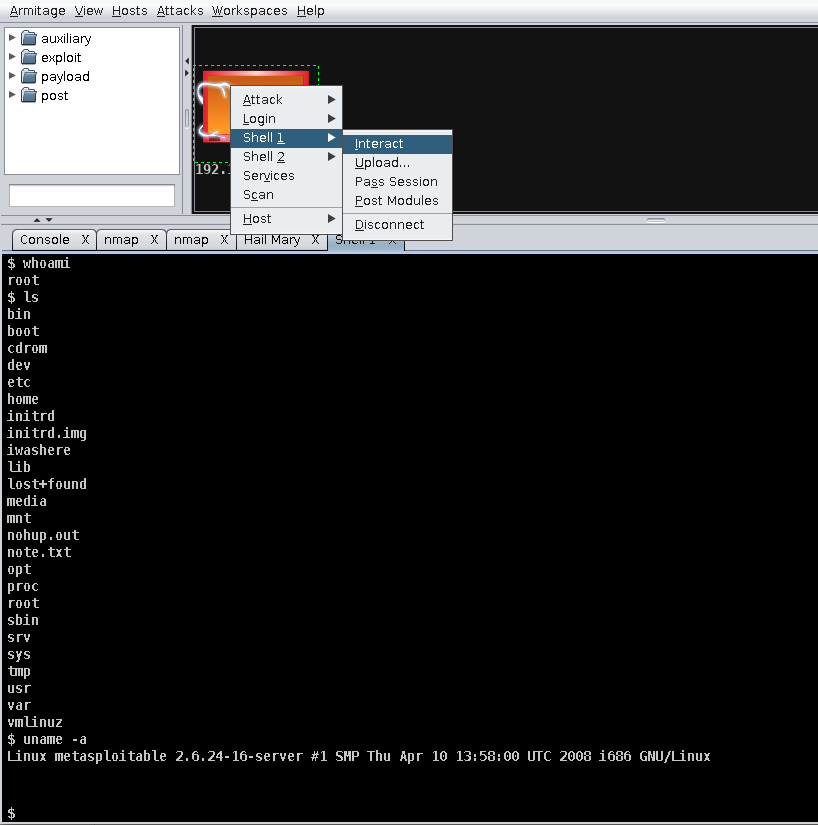 Armitage View Hosts Attacks Workspaces Help
auxiliary
exploit
payload
post
Attack
Login
Shell 1
Shell 2
Services
Scan
Host
Interact
Upload...
Pass Session
Post Modules
Disconnect
Console X nmap X nmap X Hail Mary X Shell 1 X
$ whoami
root
$ ls
bin
boot
cdrom
dev
etc
home
initrd
initrd.img
iwashere
lib
lost+found
media
mnt
nohup.out
note.txt
opt
proc
root
sbin
srv
sys
tmp
usr
var
vmlinuz
$ uname -a
Linux metasploitable 2.6.24-16-server #1 SMP Thu Apr 10 13:58:00 UTC 2008 i686 GNU/Linux
$